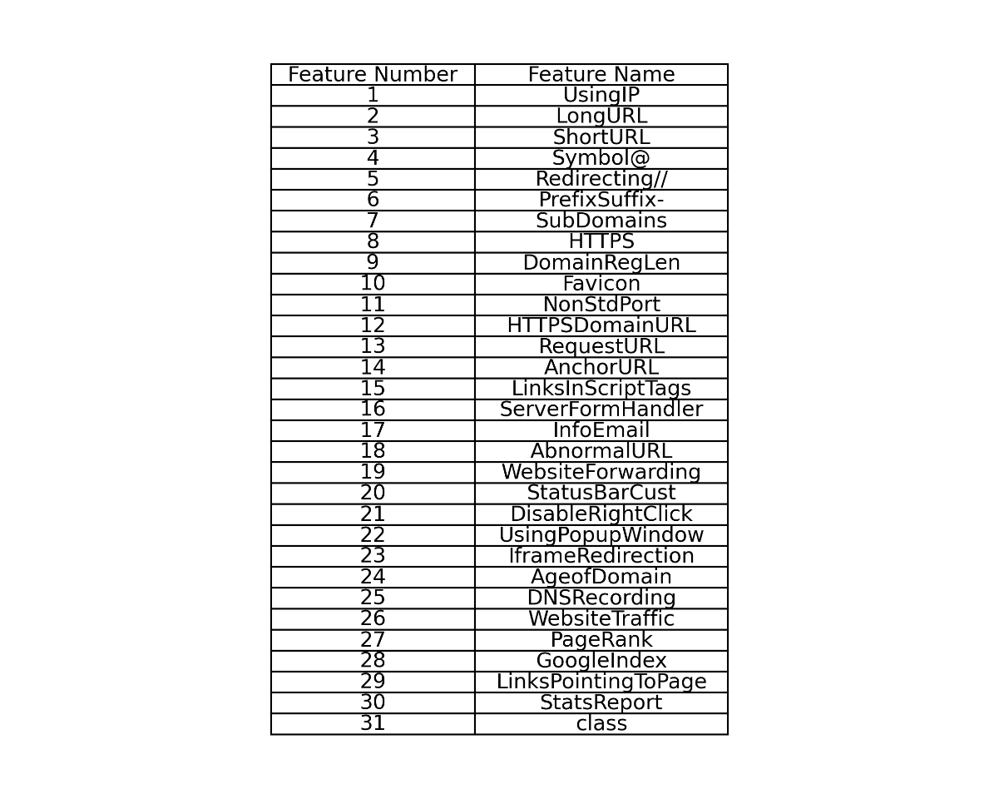 Feature Number Feature Name
1 UsingIP
2 LongURL
3 ShortURL
4 Symbol@
5 Redirecting//
6 PrefixSuffix-
7 SubDomains
8 HTTPS
9 DomainRegLen
10 Favicon
11 NonStdPort
12 HTTPSDomainURL
13 RequestURL
14 AnchorURL
15 LinksInScriptTags
16 ServerFormHandler
17 InfoEmail
18 AbnormalURL
19 WebsiteForwarding
20 StatusBarCust
21 DisableRightClick
22 UsingPopupWindow
23 IframeRedirection
24 AgeofDomain
25 DNSRecording
26 WebsiteTraffic
27 PageRank
28 GoogleIndex
29 LinksPointingToPage
30 StatsReport
31 class